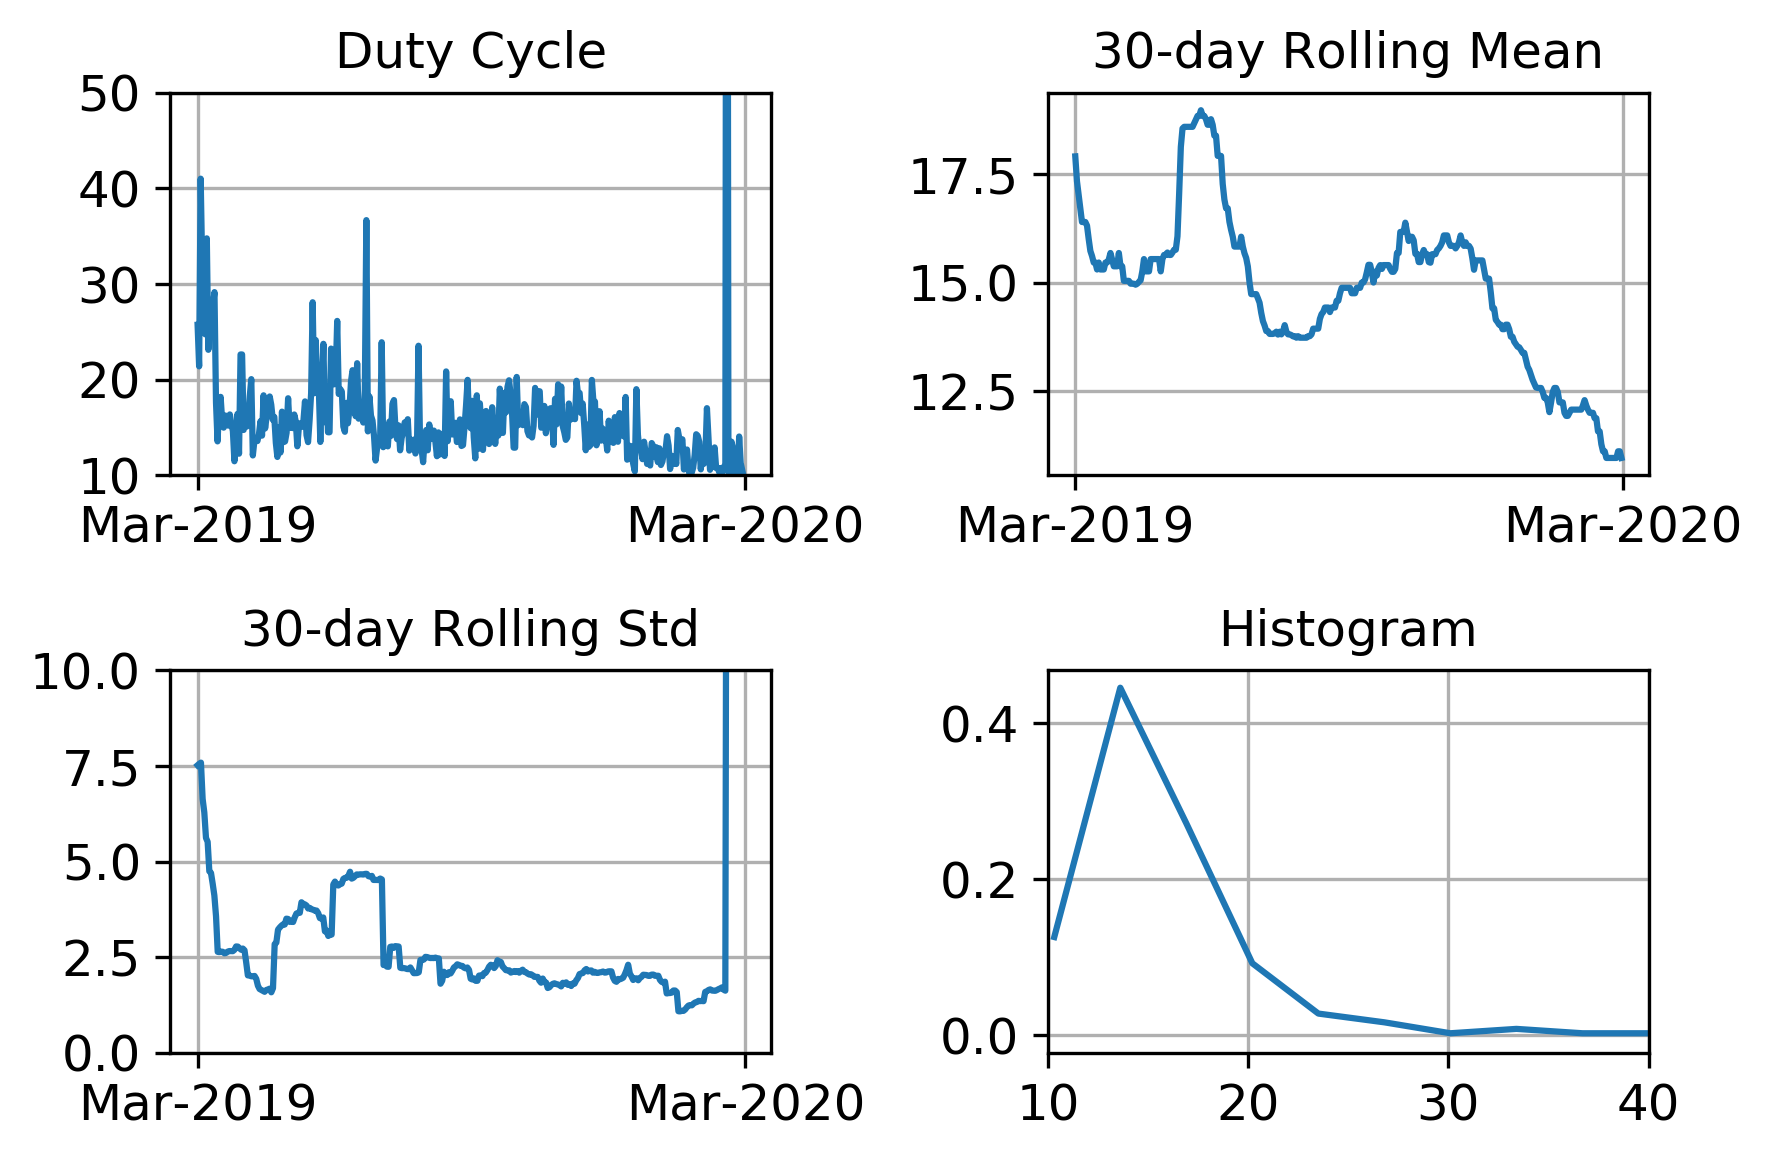 Duty Cycle
50
40
30
20
10
Mar-2019 Mar-2020
30-day Rolling Mean
17.5
15.0
12.5
Mar-2019 Mar-2020
30-day Rolling Std
10.0
7.5
5.0
2.5
0.0
Mar-2019 Mar-2020
Histogram
0.4
0.2
0.0
10 20 30 40